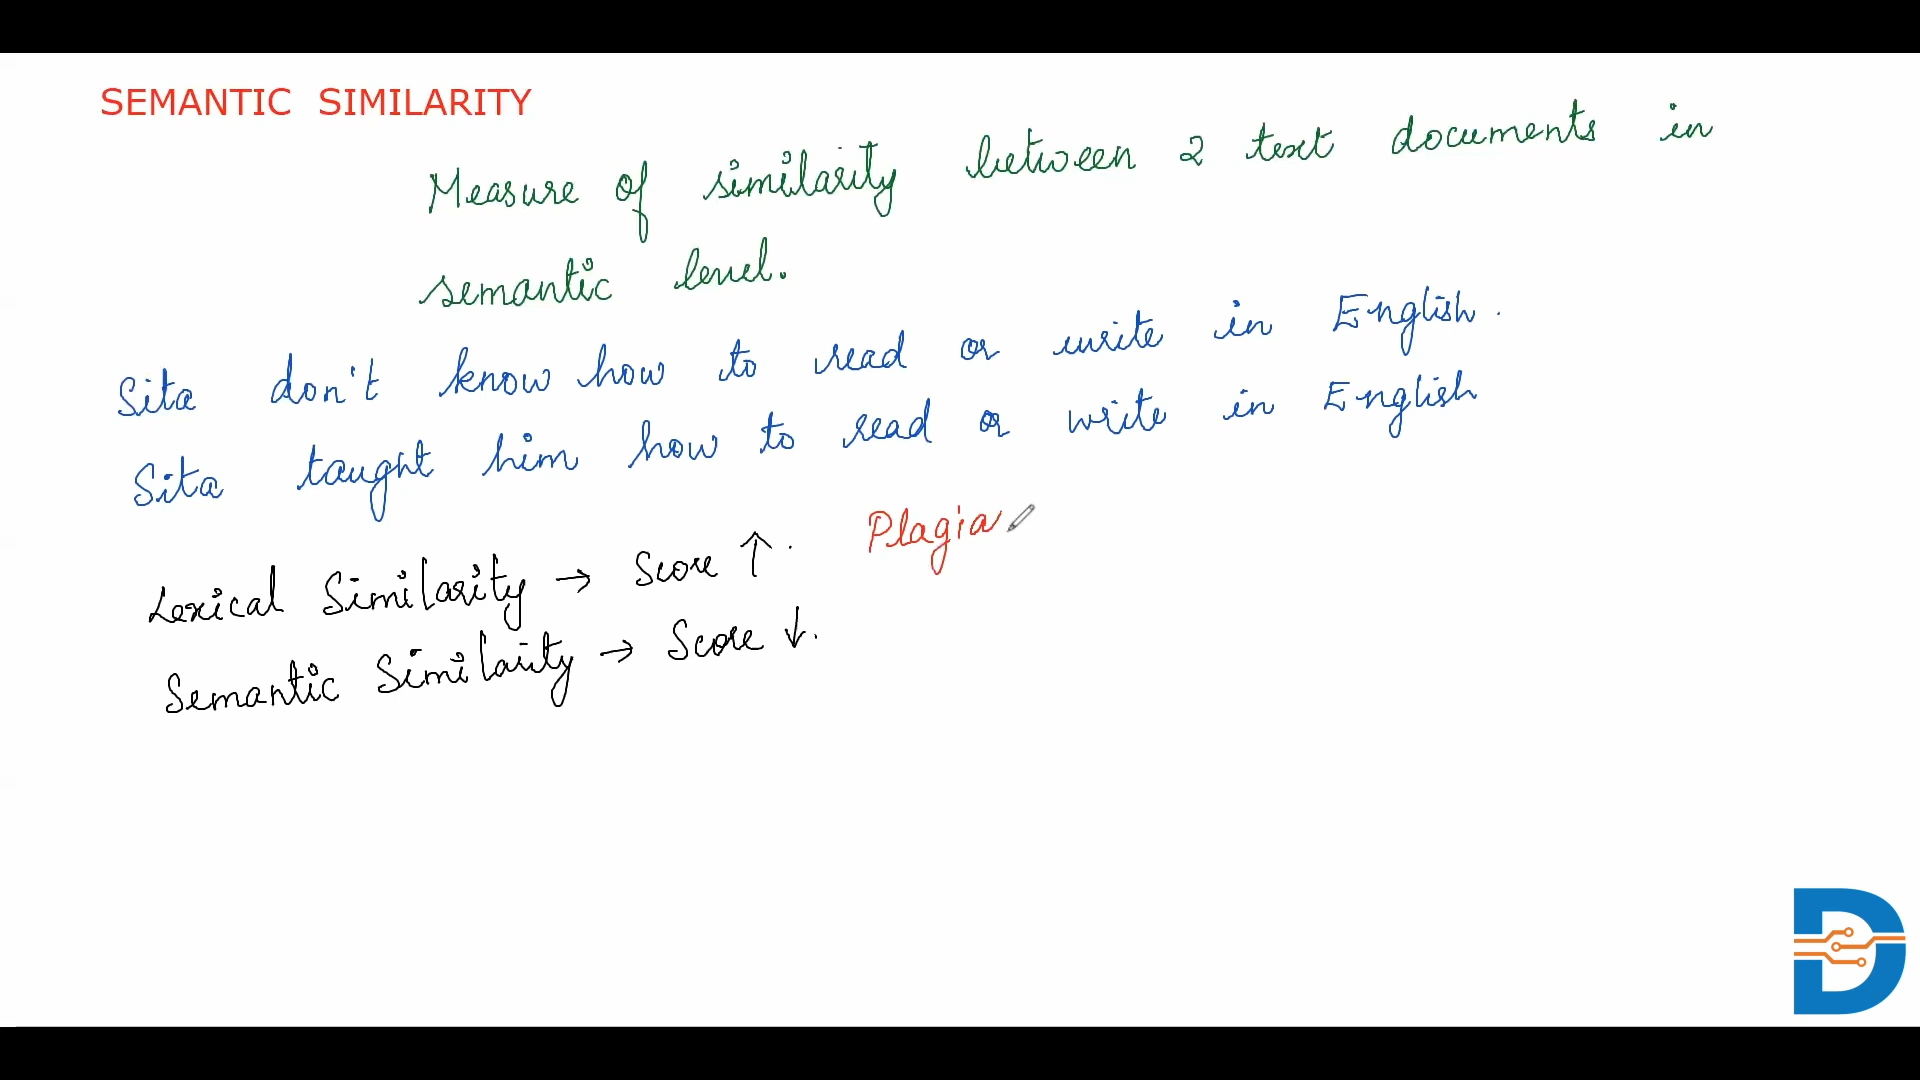 SEMANTIC SIMILARITY
Measure of similarity between 2 text documents in
semantic level.
Sita don't know how to read or write in English.
Sita taught him how to read or write in English
Lexical Similarity → Score ↑.
Plagia
Semantic Similarity → Score ↓.